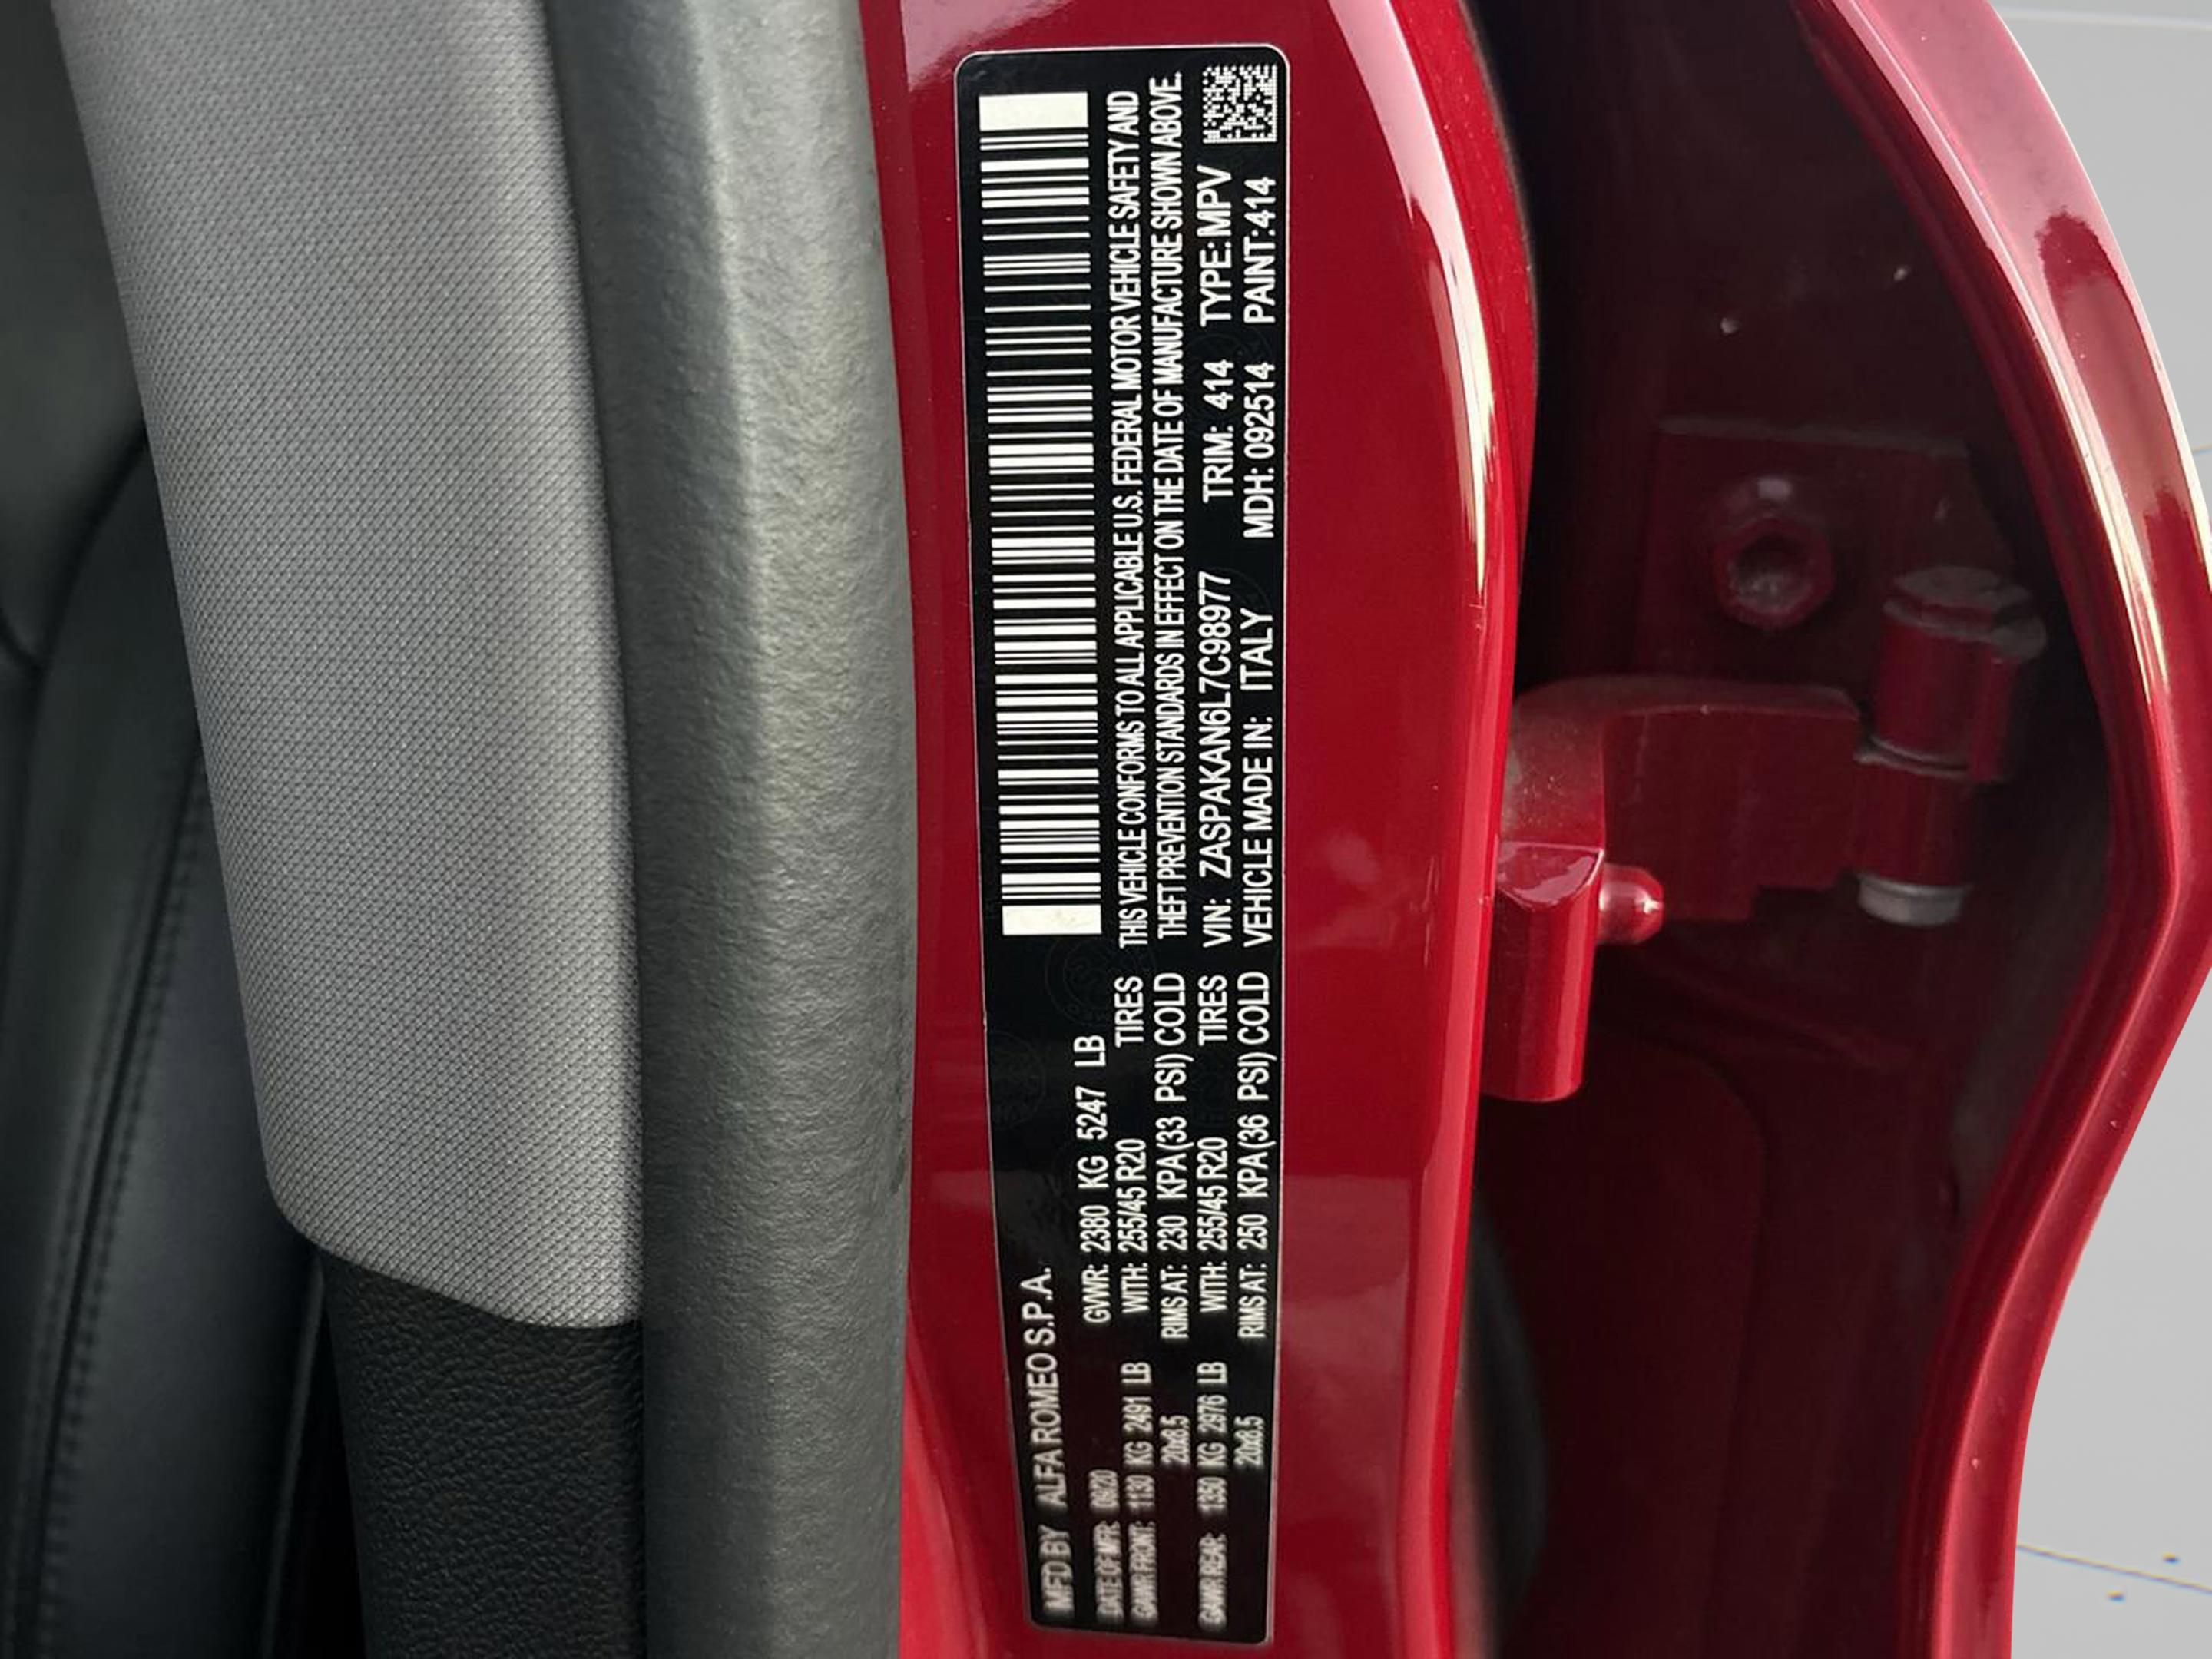 MFD BY ALFA ROMEO S.P.A.
DATE OF MFR: 09/20 GVWR: 2380 KG 5247 LB
GAWR FRONT: 1130 KG 2491 LB WITH: 255/45 R20 TIRES
20x8.5 RIMS AT: 230 KPA(33 PSI) COLD
GAWR REAR: 1350 KG 2976 LB WITH: 255/45 R20 TIRES
20x8.5 RIMS AT: 250 KPA(36 PSI) COLD
THIS VEHICLE CONFORMS TO ALL APPLICABLE U.S. FEDERAL MOTOR VEHICLE SAFETY AND
THEFT PREVENTION STANDARDS IN EFFECT ON THE DATE OF MANUFACTURE SHOWN ABOVE.
VIN: ZASPAKAN6L7C98977 TRIM: 414 TYPE:MPV
VEHICLE MADE IN: ITALY MDH: 092514 PAINT:414